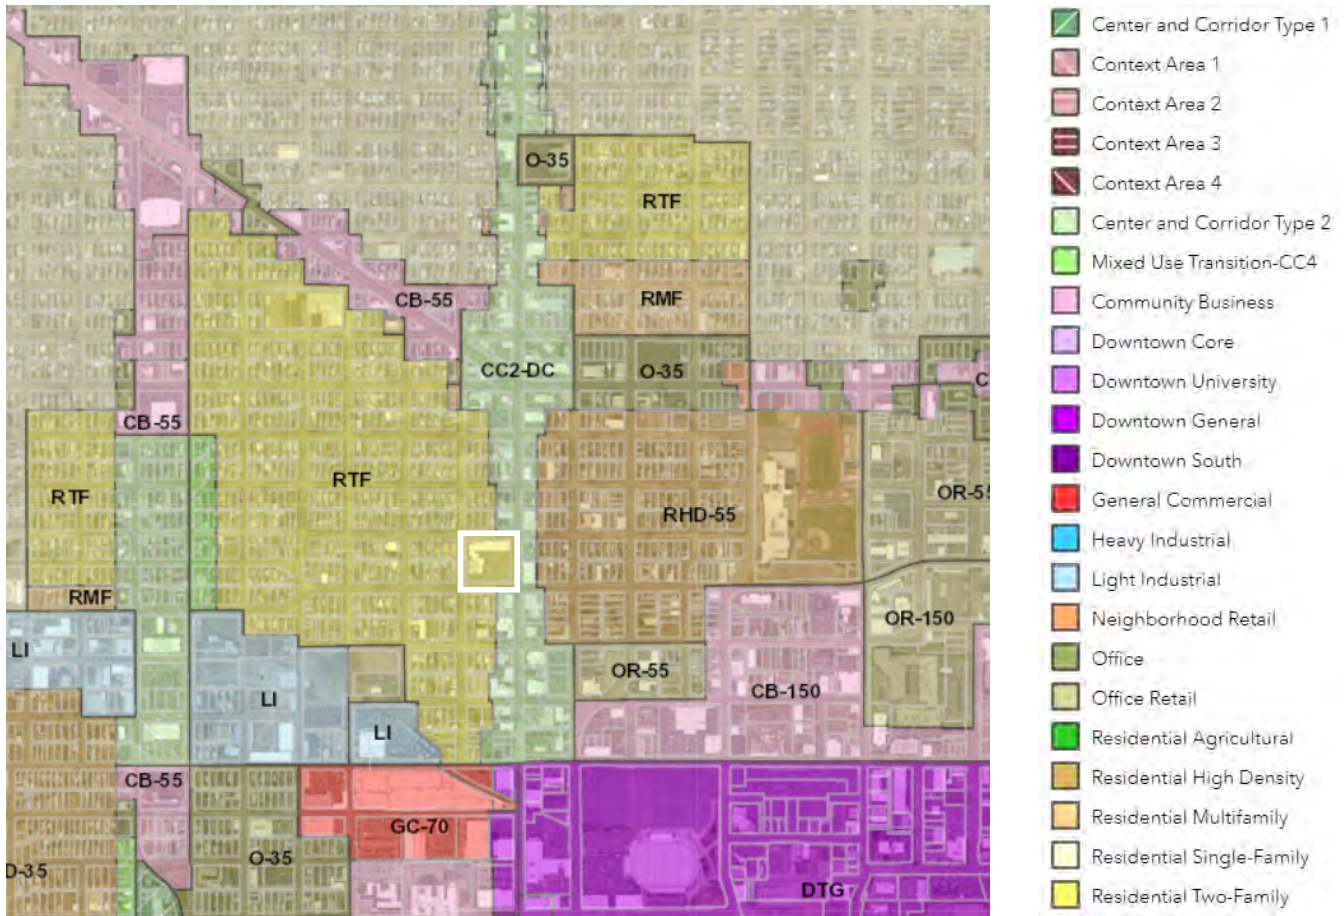 O-35
RTF
CB-55
RMF
CC2-DC
O-35
C
CB-55
RTF
RTF
OR-55
RHD-55
RMF
OR-150
LI
OR-55
LI
CB-150
LI
CB-55
GC-70
O-35
D-35
DTG
Center and Corridor Type 1
Context Area 1
Context Area 2
Context Area 3
Context Area 4
Center and Corridor Type 2
Mixed Use Transition-CC4
Community Business
Downtown Core
Downtown University
Downtown General
Downtown South
General Commercial
Heavy Industrial
Light Industrial
Neighborhood Retail
Office
Office Retail
Residential Agricultural
Residential High Density
Residential Multifamily
Residential Single-Family
Residential Two-Family